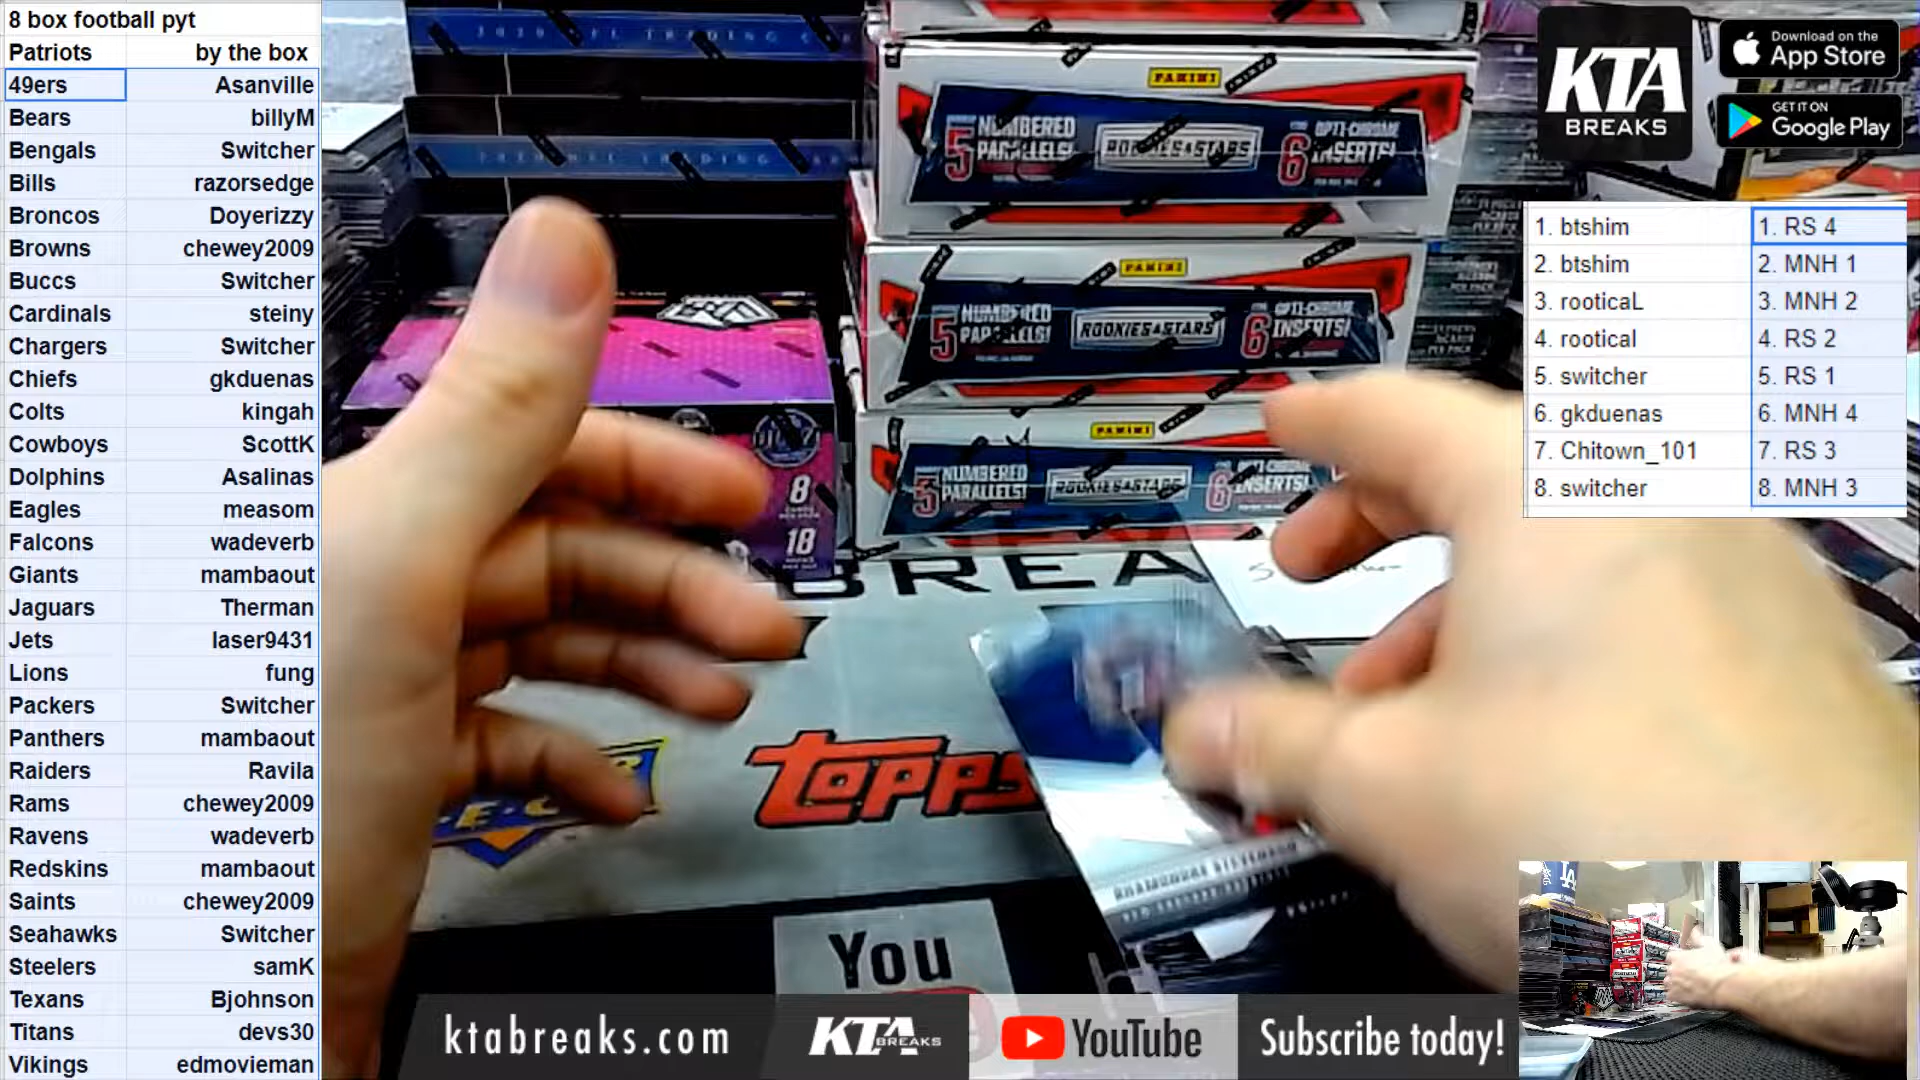 8 box football pyt
Patriots by the box
49ers Asanville
Bears billyM
Bengals Switcher
Bills razorsedge
Broncos Doyerizzy
Browns chewey2009
Buccs Switcher
Cardinals steiny
Chargers Switcher
Chiefs gkduenas
Colts kingah
Cowboys ScottK
Dolphins Asalinas
Eagles measom
Falcons wadeverb
Giants mambaout
Jaguars Therman
Jets laser9431
Lions fung
Packers Switcher
Panthers mambaout
Raiders Ravila
Rams chewey2009
Ravens wadeverb
Redskins mambaout
Saints chewey2009
Seahawks Switcher
Steelers samK
Texans Bjohnson
Titans devs30
Vikings edmovieman
PANINI
5 NUMBERED PARALLELS! ROOKIES & STARS 6 OPTI-CHROME INSERTS!
PANINI
5 NUMBERED PARALLELS! ROOKIES & STARS 6 OPTI-CHROME INSERTS!
PANINI
5 NUMBERED PARALLELS! ROOKIES & STARS 6 OPTI-CHROME INSERTS!
8
18
BREA
topps
You
KTA
BREAKS
Download on the
App Store
GET IT ON
Google Play
1. btshim 1. RS 4
2. btshim 2. MNH 1
3. rooticaL 3. MNH 2
4. rootical 4. RS 2
5. switcher 5. RS 1
6. gkduenas 6. MNH 4
7. Chitown_101 7. RS 3
8. switcher 8. MNH 3
LA
ktabreaks.com KTA BREAKS YouTube Subscribe today!